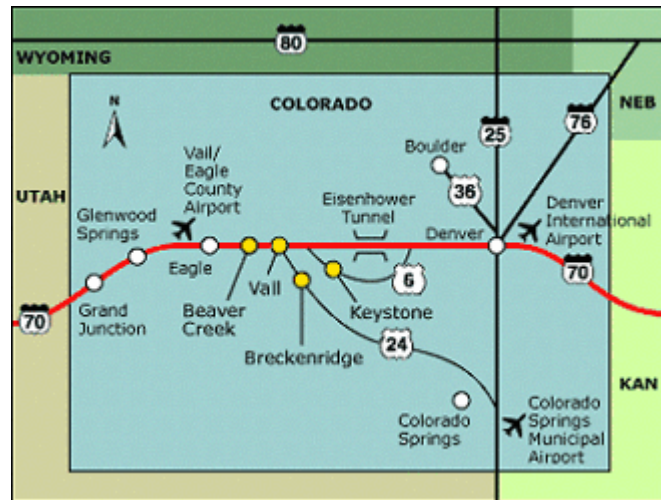 80
WYOMING
N
COLORADO
NEB
25
76
Boulder
36
Vail/
Eagle
County
Airport
UTAH
Glenwood
Springs
Eisenhower
Tunnel
Denver
Denver
International
Airport
Eagle
Vail
6
70
Grand
Junction
Beaver
Creek
Keystone
70
Breckenridge
24
KAN
Colorado
Springs
Colorado
Springs
Municipal
Airport